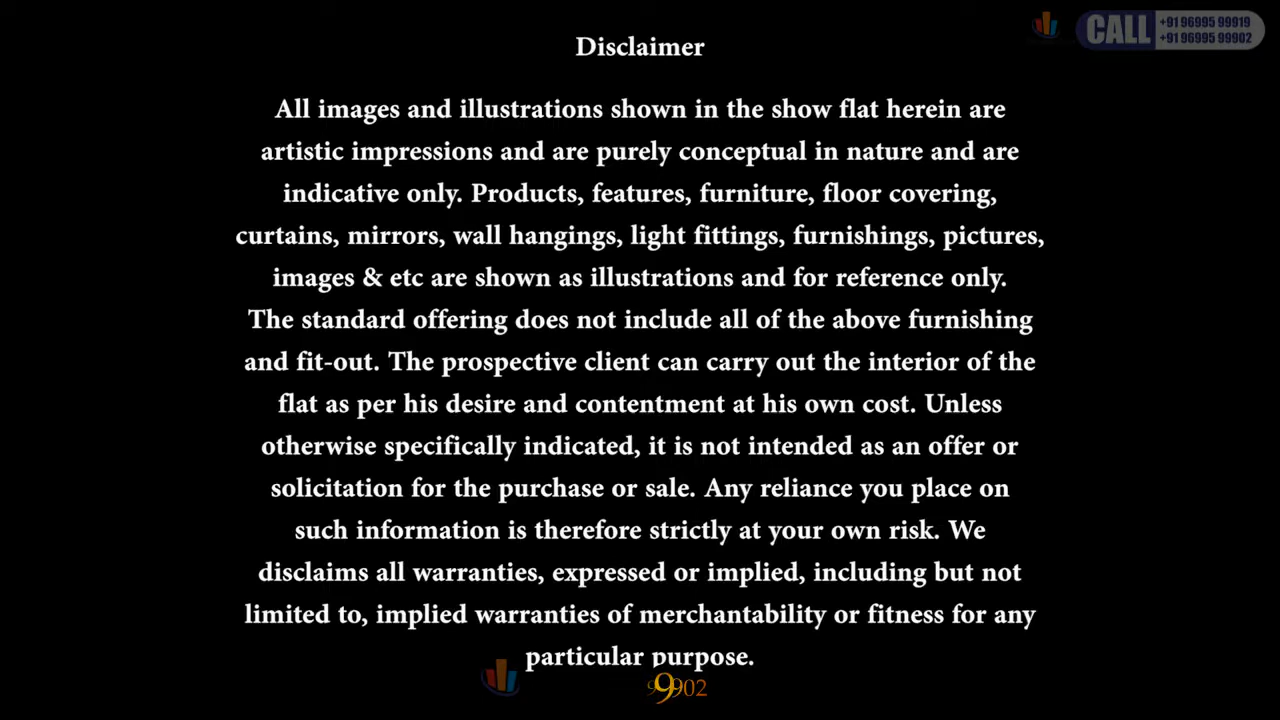 CALL
+91 96995 99919
+91 96995 99902
Disclaimer
All images and illustrations shown in the show flat herein are
artistic impressions and are purely conceptual in nature and are
indicative only. Products, features, furniture, floor covering,
curtains, mirrors, wall hangings, light fittings, furnishings, pictures,
images & etc are shown as illustrations and for reference only.
The standard offering does not include all of the above furnishing
and fit-out. The prospective client can carry out the interior of the
flat as per his desire and contentment at his own cost. Unless
otherwise specifically indicated, it is not intended as an offer or
solicitation for the purchase or sale. Any reliance you place on
such information is therefore strictly at your own risk. We
disclaims all warranties, expressed or implied, including but not
limited to, implied warranties of merchantability or fitness for any
particular purpose.